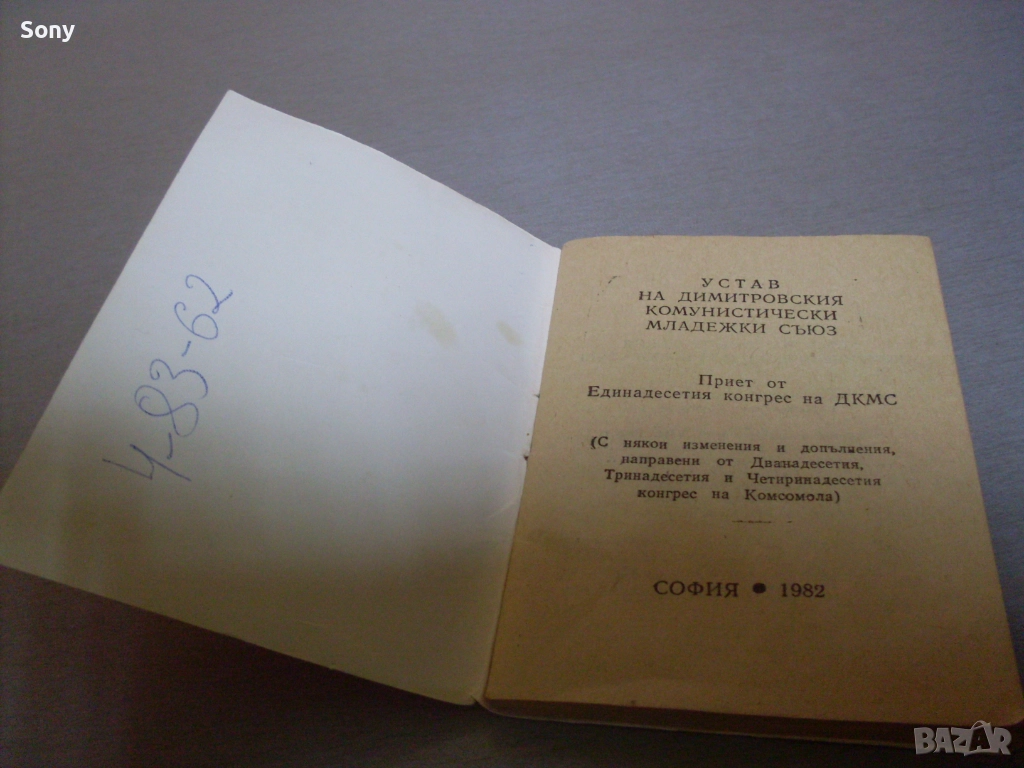 Sony
4-83-62
УСТАВ
НА ДИМИТРОВСКИЯ
КОМУНИСТИЧЕСКИ
МЛАДЕЖКИ СЪЮЗ
Приет от
Единадесетия конгрес на ДКМС
(С някои изменения и допълнения,
направени от Дванадесетия,
Тринадесетия и Четиринадесетия
конгрес на Комсомола)
СОФИЯ • 1982
BAZAR